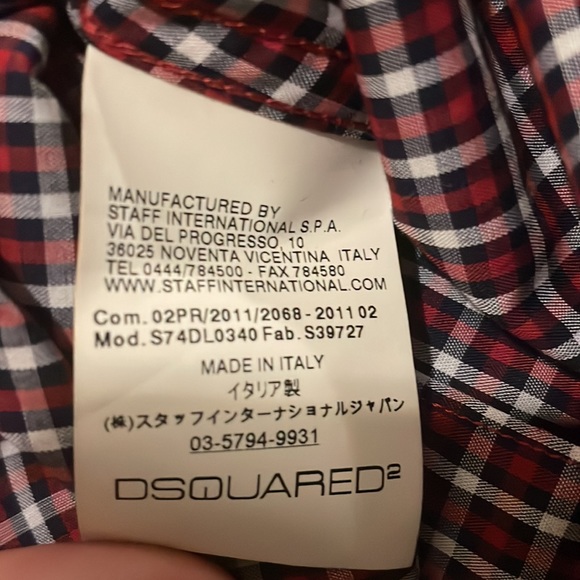 MANUFACTURED BY
STAFF INTERNATIONAL S.P.A.
VIA DEL PROGRESSO, 10
36025 NOVENTA VICENTINA ITALY
TEL 0444/784500 - FAX 784580
WWW.STAFFINTERNATIONAL.COM
Com. 02PR/2011/2068 - 2011 02
Mod. S74DL0340 Fab. S39727
MADE IN ITALY
イタリア製
(株)スタッフインターナショナルジャパン
03-5794-9931
DSQUARED²